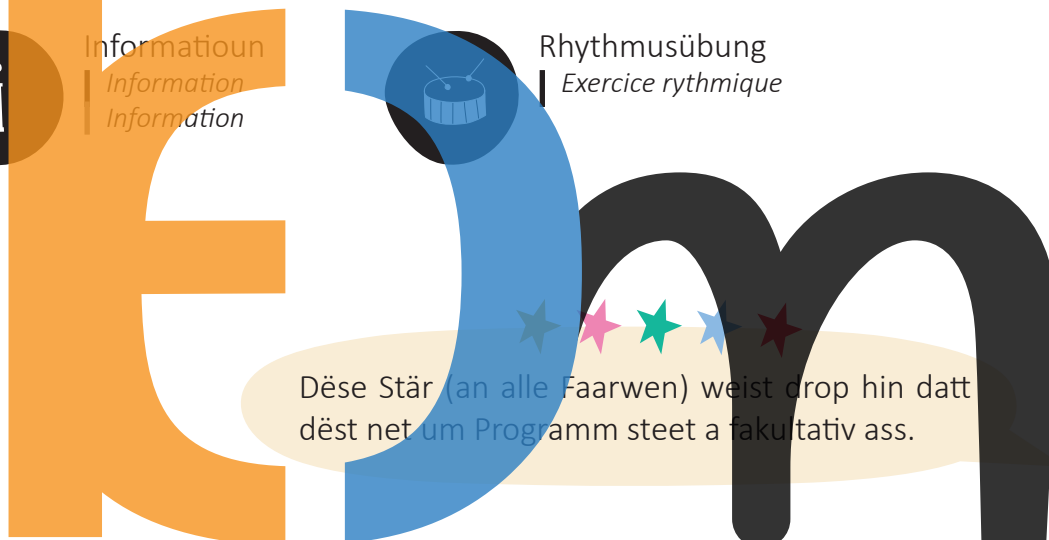 Informatioun
Information
Information
Rhythmusübung
Exercice rythmique
Dëse Stär (an alle Faarwen) weist drop hin datt
dëst net um Programm steet a fakultativ ass.